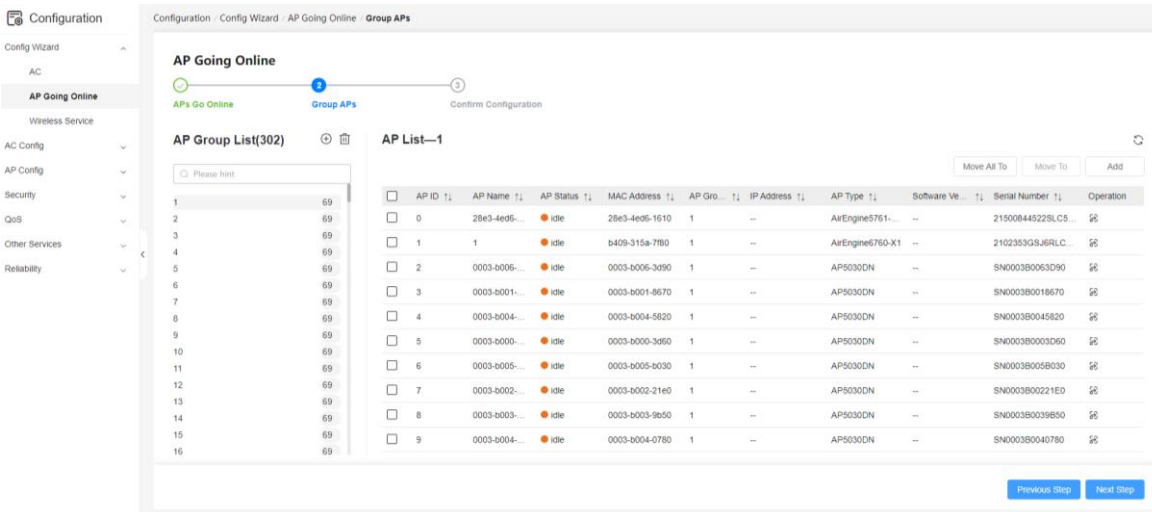 Configuration
Configuration / Config Wizard / AP Going Online / Group APs
Config Wizard
AC
AP Going Online
Wireless Service
AC Config
AP Config
Security
QoS
Other Services
Reliability
AP Going Online
2
3
APs Go Online
Group APs
Confirm Configuration
AP Group List(302)
Please hint
1 69
2 69
3 69
4 69
5 69
6 69
7 69
8 69
9 69
10 69
11 69
12 69
13 69
14 69
15 69
16 69
AP List—1
Move All To Move To Add
AP ID AP Name AP Status MAC Address AP Gro... IP Address AP Type Software Ve... Serial Number Operation
0 28e3-4ed6-... idle 28e3-4ed6-1610 1 -- AirEngine5761-... -- 21500844522SLC5...
1 1 idle b409-315a-7f80 1 -- AirEngine6760-X1 -- 2102353GSJ6RLC...
2 0003-b006-... idle 0003-b006-3d90 1 -- AP5030DN -- SN0003B0063D90
3 0003-b001-... idle 0003-b001-8670 1 -- AP5030DN -- SN0003B0018670
4 0003-b004-... idle 0003-b004-5820 1 -- AP5030DN -- SN0003B0045820
5 0003-b000-... idle 0003-b000-3d60 1 -- AP5030DN -- SN0003B0003D60
6 0003-b005-... idle 0003-b005-b030 1 -- AP5030DN -- SN0003B005B030
7 0003-b002-... idle 0003-b002-21e0 1 -- AP5030DN -- SN0003B00221E0
8 0003-b003-... idle 0003-b003-9b50 1 -- AP5030DN -- SN0003B0039B50
9 0003-b004-... idle 0003-b004-0780 1 -- AP5030DN -- SN0003B0040780
Previous Step Next Step